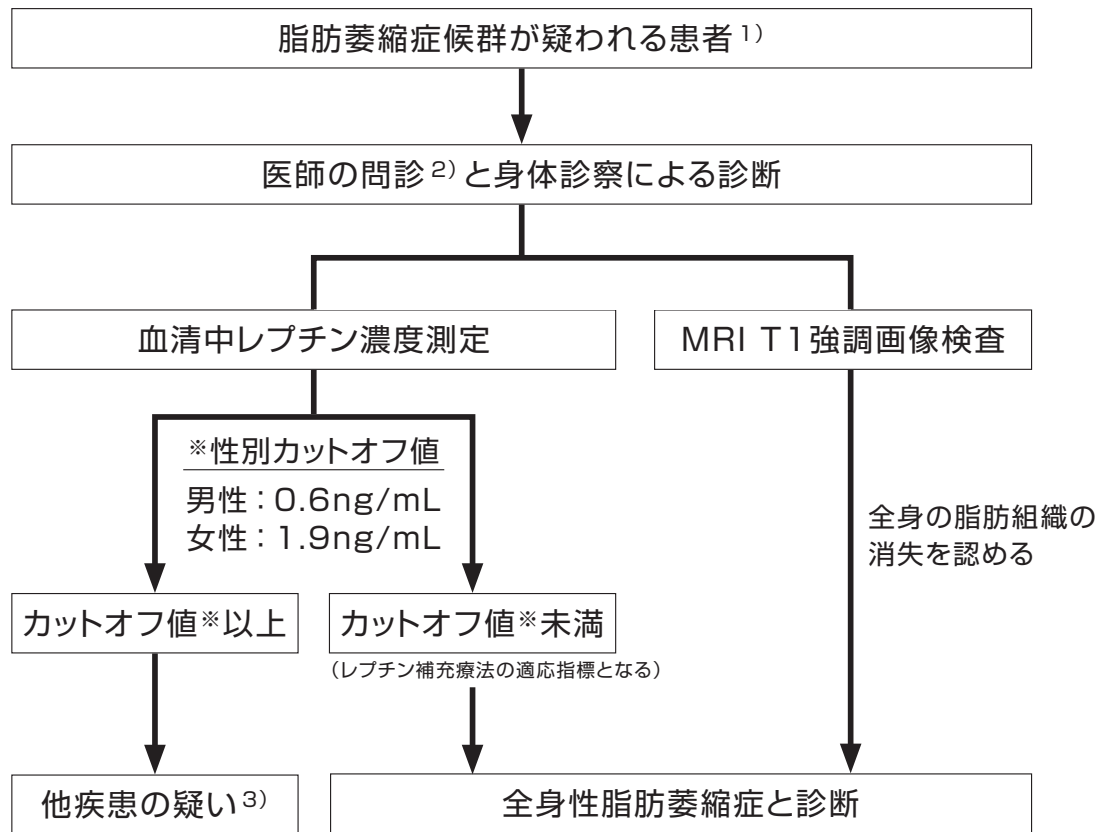 脂肪萎縮症候群が疑われる患者1)
医師の問診2)と身体診察による診断
血清中レプチン濃度測定
MRI T1強調画像検査
※性別カットオフ値
男性：0.6ng/mL
女性：1.9ng/mL
全身の脂肪組織の
消失を認める
カットオフ値※以上
カットオフ値※未満
（レプチン補充療法の適応指標となる）
他疾患の疑い3)
全身性脂肪萎縮症と診断